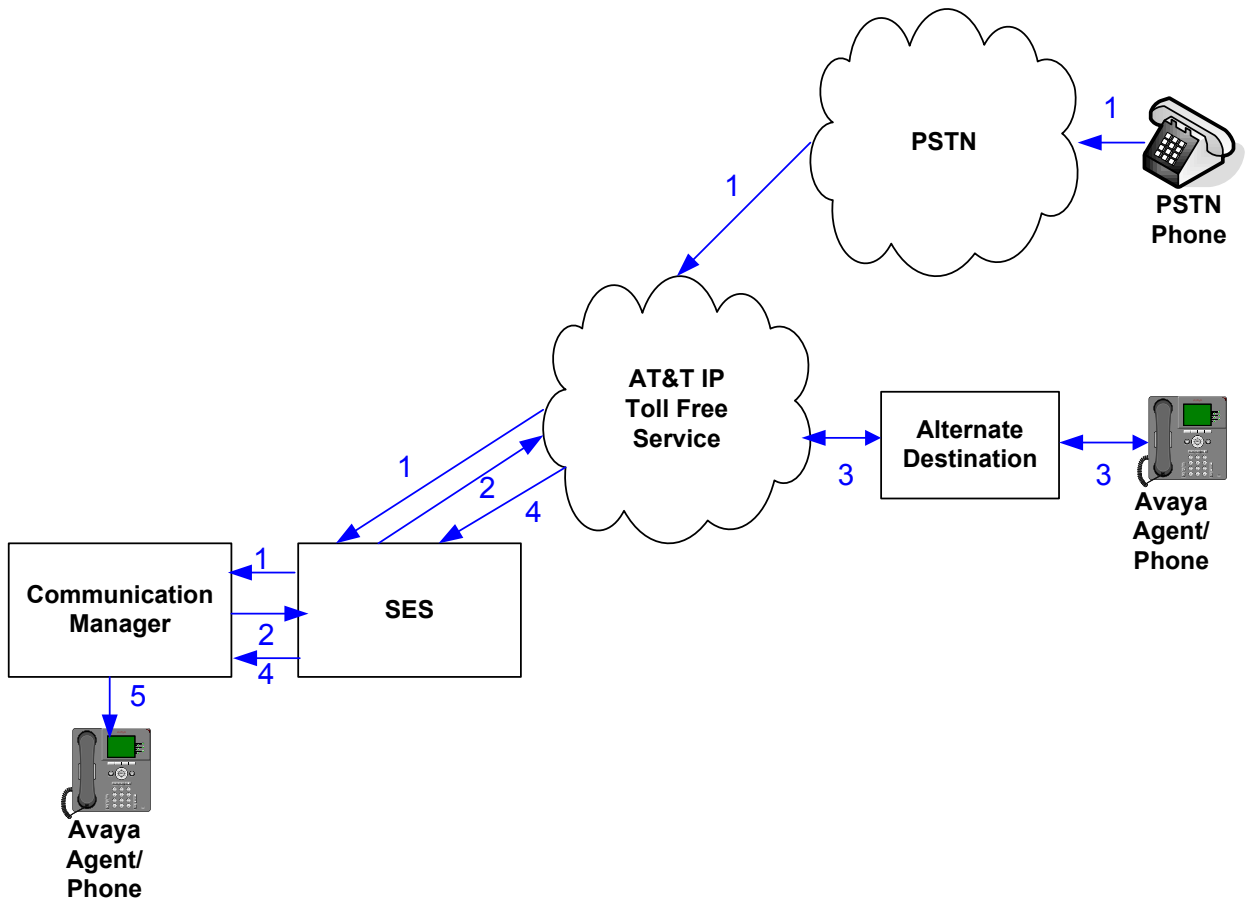 PSTN
1
PSTN
Phone
1
AT&T IP
Toll Free
Service
Alternate
Destination
3
3
Avaya
Agent/
Phone
1
2
4
Communication
Manager
1
2
4
SES
5
Avaya
Agent/
Phone